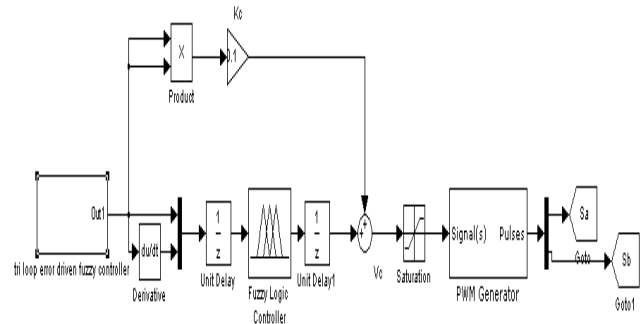 Kc
X
0.1
Product
Out1
tri loop error driven fuzzy controller
du/dt
Derivative
1
z
Unit Delay
Fuzzy Logic
Controller
1
z
Unit Delay1
+
+
Vc
Saturation
Signal(s) Pulses
PWM Generator
Sa
Goto
Sb
Goto1